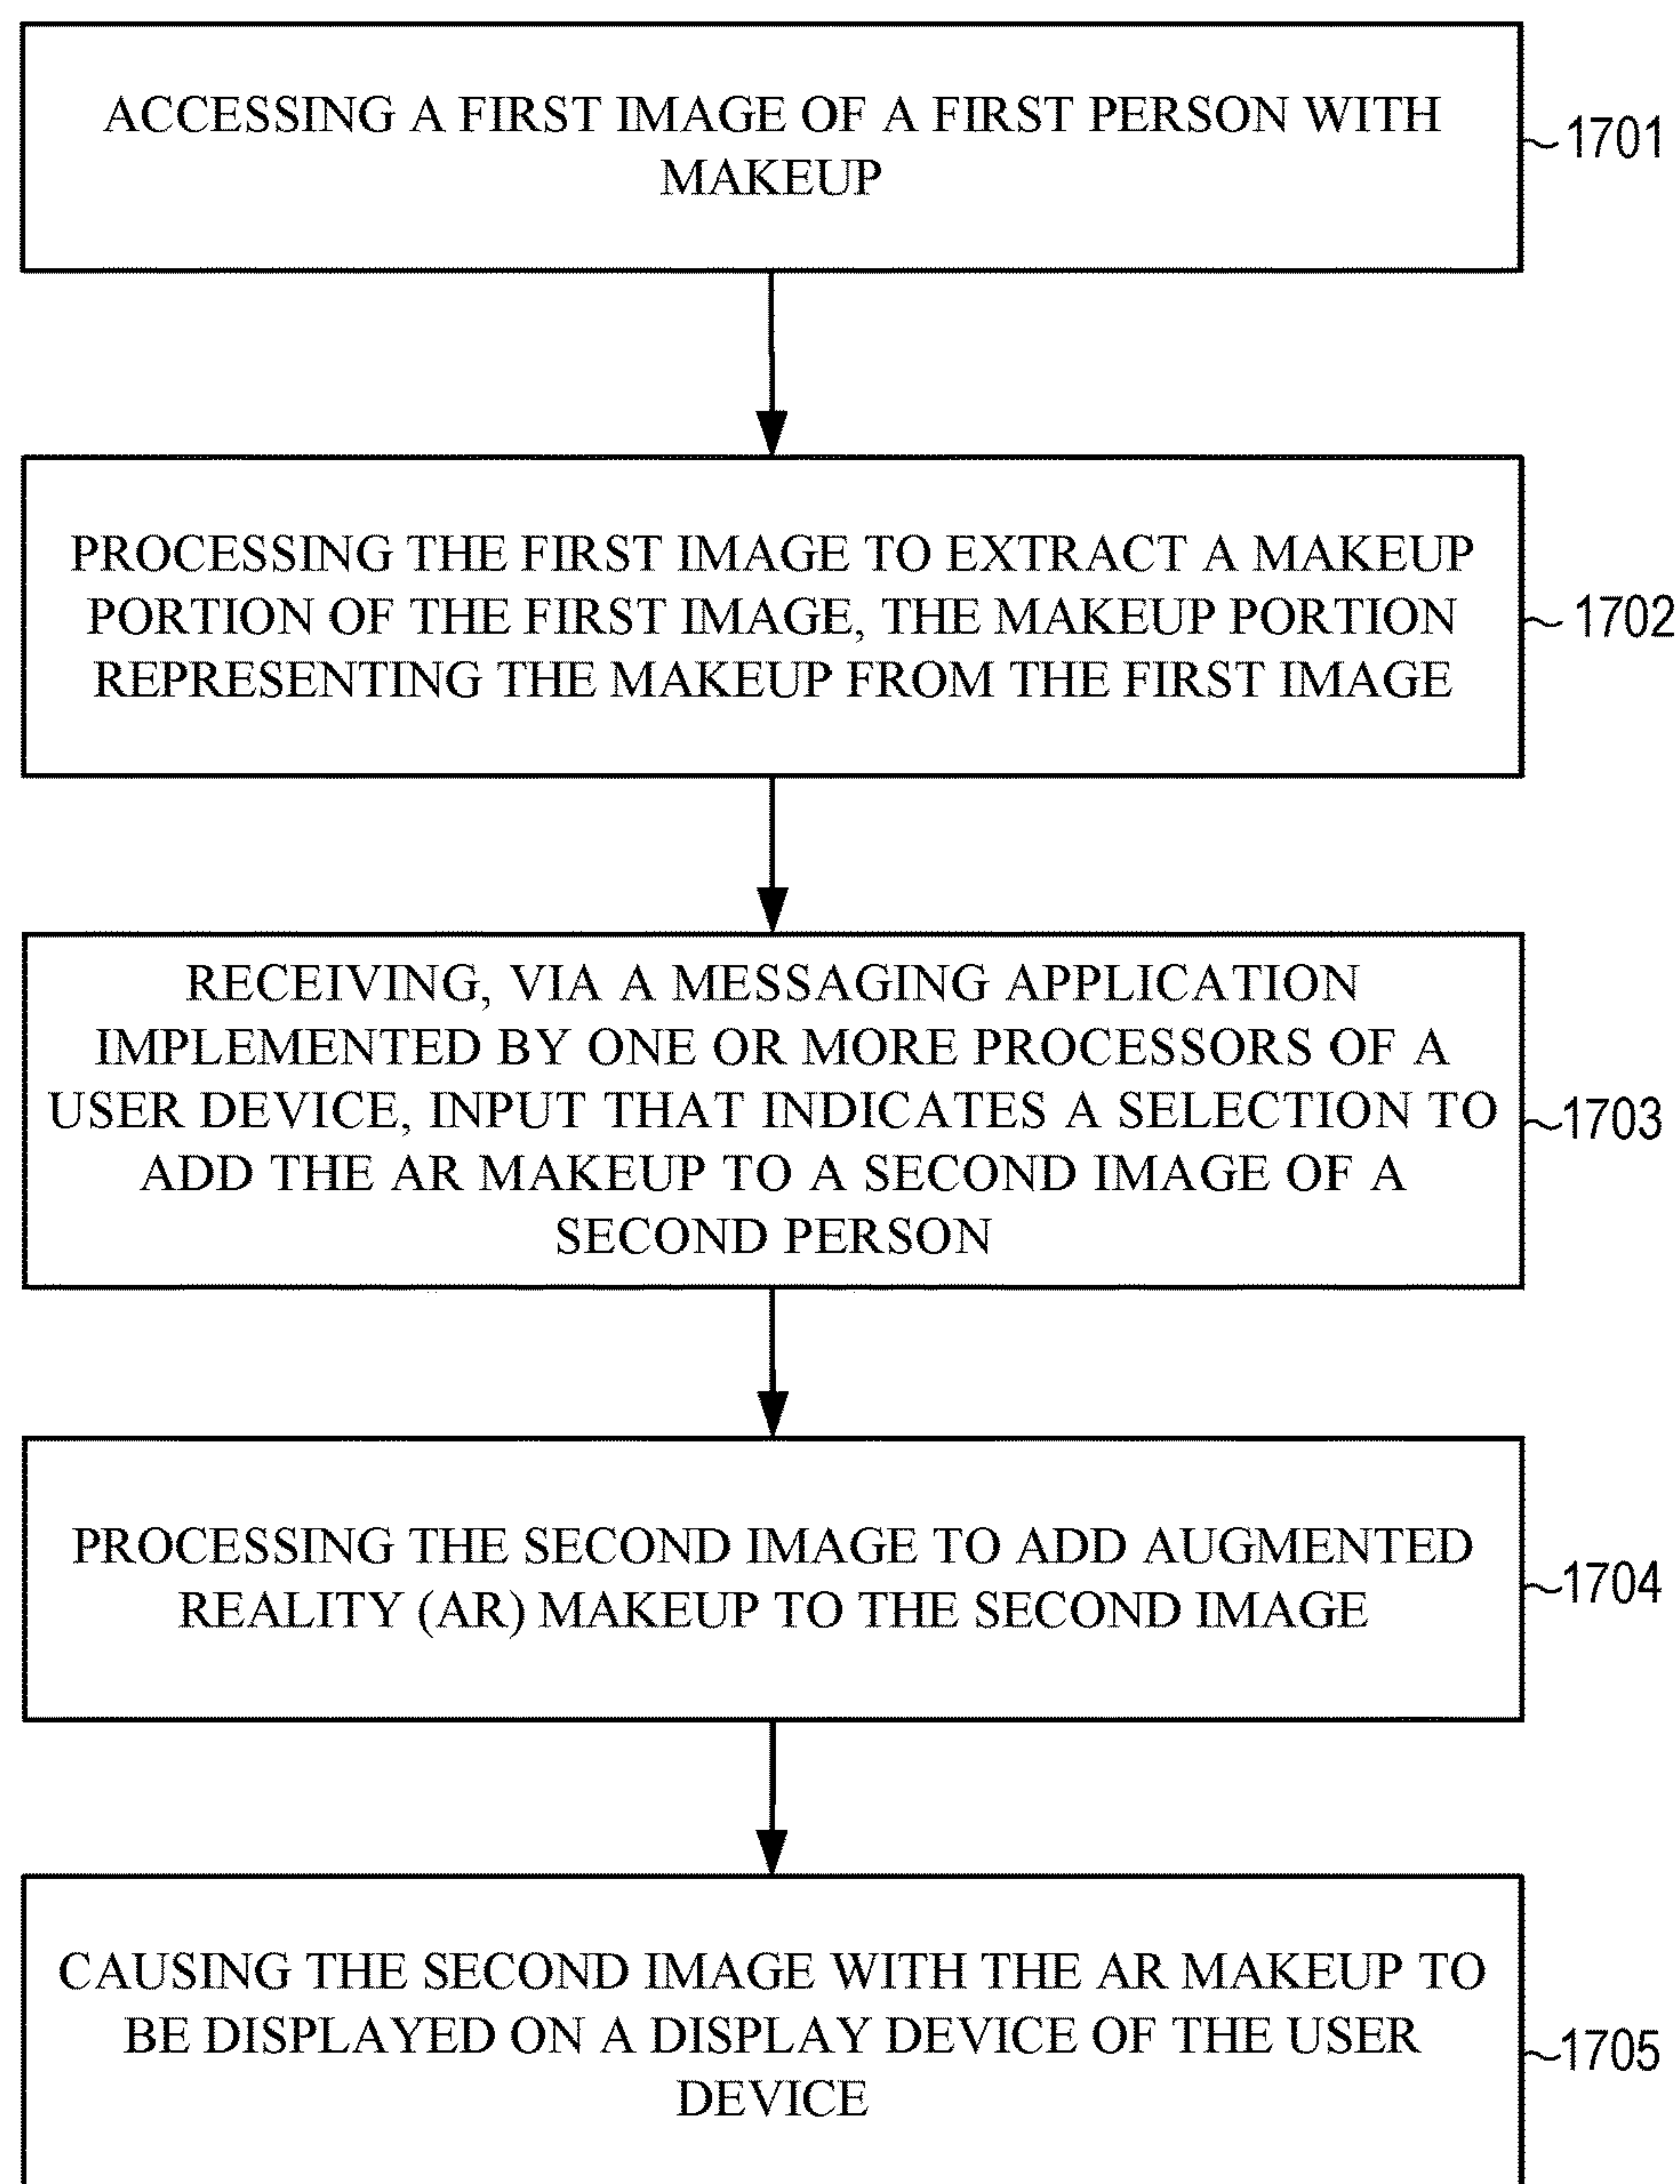 ACCESSING A FIRST IMAGE OF A FIRST PERSON WITH
MAKEUP
1701
PROCESSING THE FIRST IMAGE TO EXTRACT A MAKEUP
PORTION OF THE FIRST IMAGE, THE MAKEUP PORTION
REPRESENTING THE MAKEUP FROM THE FIRST IMAGE
1702
RECEIVING, VIA A MESSAGING APPLICATION
IMPLEMENTED BY ONE OR MORE PROCESSORS OF A
USER DEVICE, INPUT THAT INDICATES A SELECTION TO
ADD THE AR MAKEUP TO A SECOND IMAGE OF A
SECOND PERSON
1703
PROCESSING THE SECOND IMAGE TO ADD AUGMENTED
REALITY (AR) MAKEUP TO THE SECOND IMAGE
1704
CAUSING THE SECOND IMAGE WITH THE AR MAKEUP TO
BE DISPLAYED ON A DISPLAY DEVICE OF THE USER
DEVICE
1705